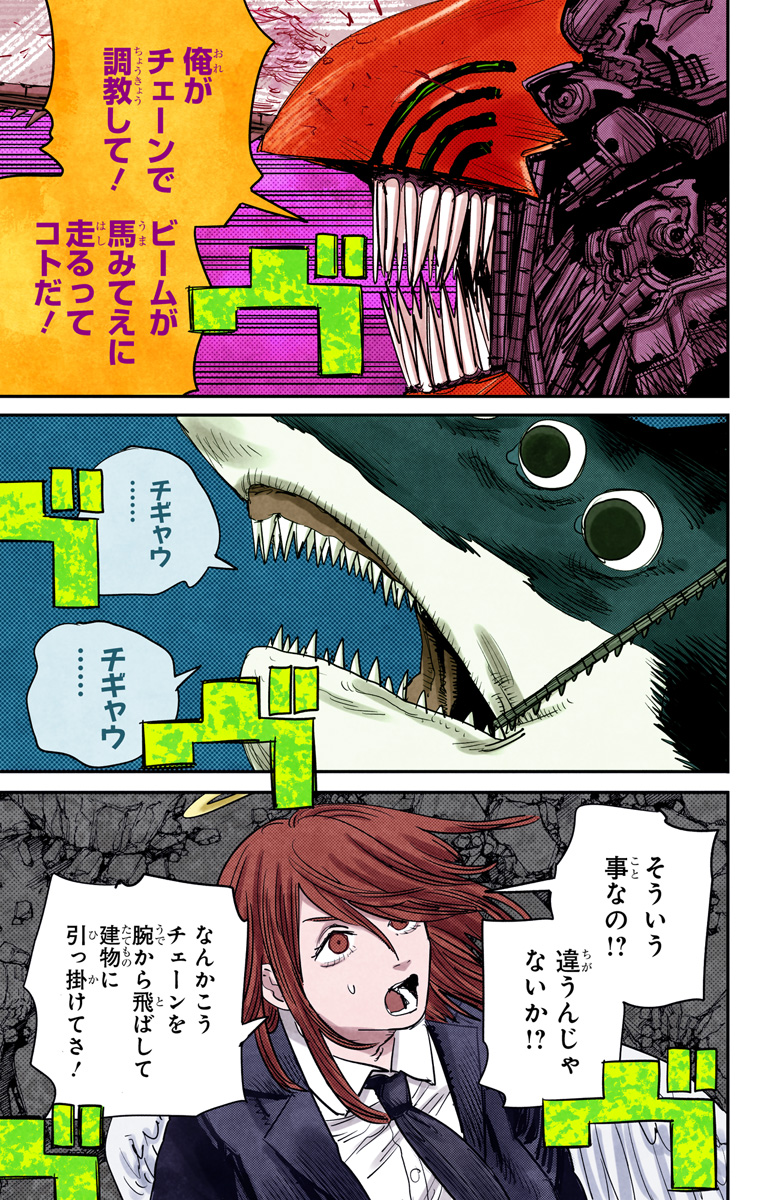 俺が
チェーンで
調教して！
ビームが
馬みてえに
走るって
コトだ！
ヴ
チギャウ
……
ヴ
チギャウ
……
ヴ
そういう
事なの!?
違うんじゃ
ないか!?
なんかこう
チェーンを
腕から飛ばして
建物に
引っ掛けてさ！
ヴ
ヴ